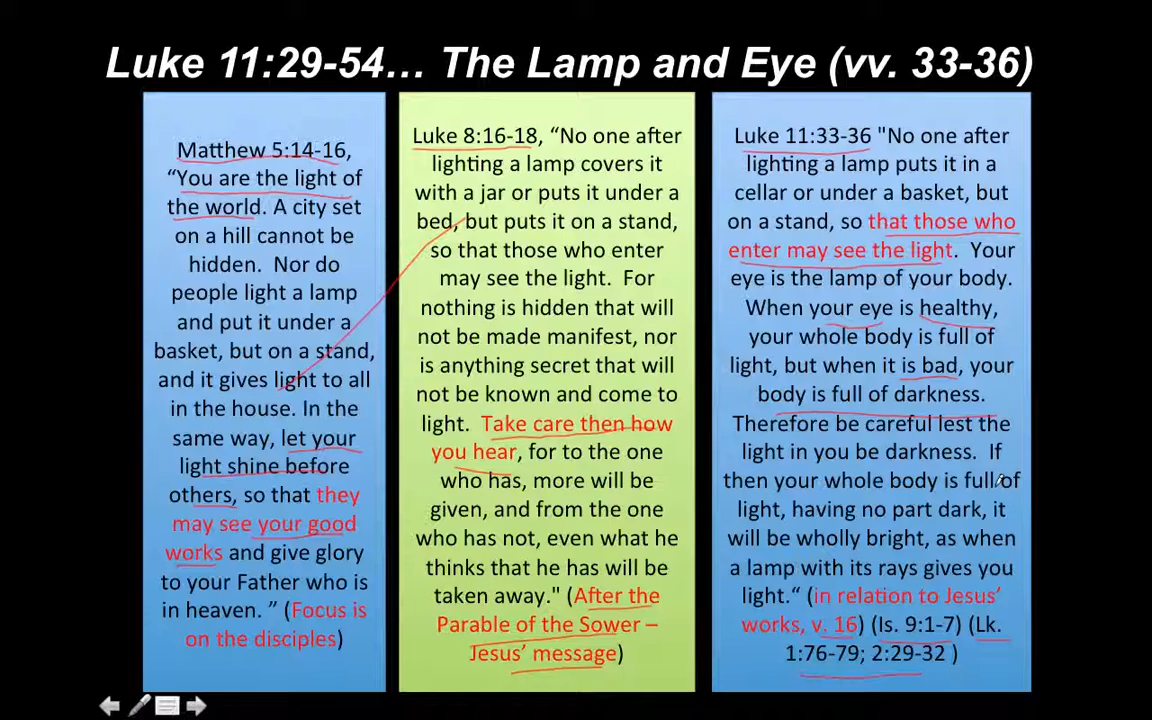 Luke 11:29-54… The Lamp and Eye (vv. 33-36)
Matthew 5:14-16,
“You are the light of
the world. A city set
on a hill cannot be
hidden.  Nor do
people light a lamp
and put it under a
basket, but on a stand,
and it gives light to all
in the house. In the
same way, let your
light shine before
others, so that they
may see your good
works and give glory
to your Father who is
in heaven. ” (Focus is
on the disciples)
Luke 8:16-18, “No one after
lighting a lamp covers it
with a jar or puts it under a
bed, but puts it on a stand,
so that those who enter
may see the light.  For
nothing is hidden that will
not be made manifest, nor
is anything secret that will
not be known and come to
light.  Take care then how
you hear, for to the one
who has, more will be
given, and from the one
who has not, even what he
thinks that he has will be
taken away." (After the
Parable of the Sower –
Jesus’ message)
Luke 11:33-36 "No one after
lighting a lamp puts it in a
cellar or under a basket, but
on a stand, so that those who
enter may see the light.  Your
eye is the lamp of your body.
When your eye is healthy,
your whole body is full of
light, but when it is bad, your
body is full of darkness.
Therefore be careful lest the
light in you be darkness.  If
then your whole body is full of
light, having no part dark, it
will be wholly bright, as when
a lamp with its rays gives you
light.“ (in relation to Jesus’
works, v. 16) (Is. 9:1-7) (Lk.
1:76-79; 2:29-32 )